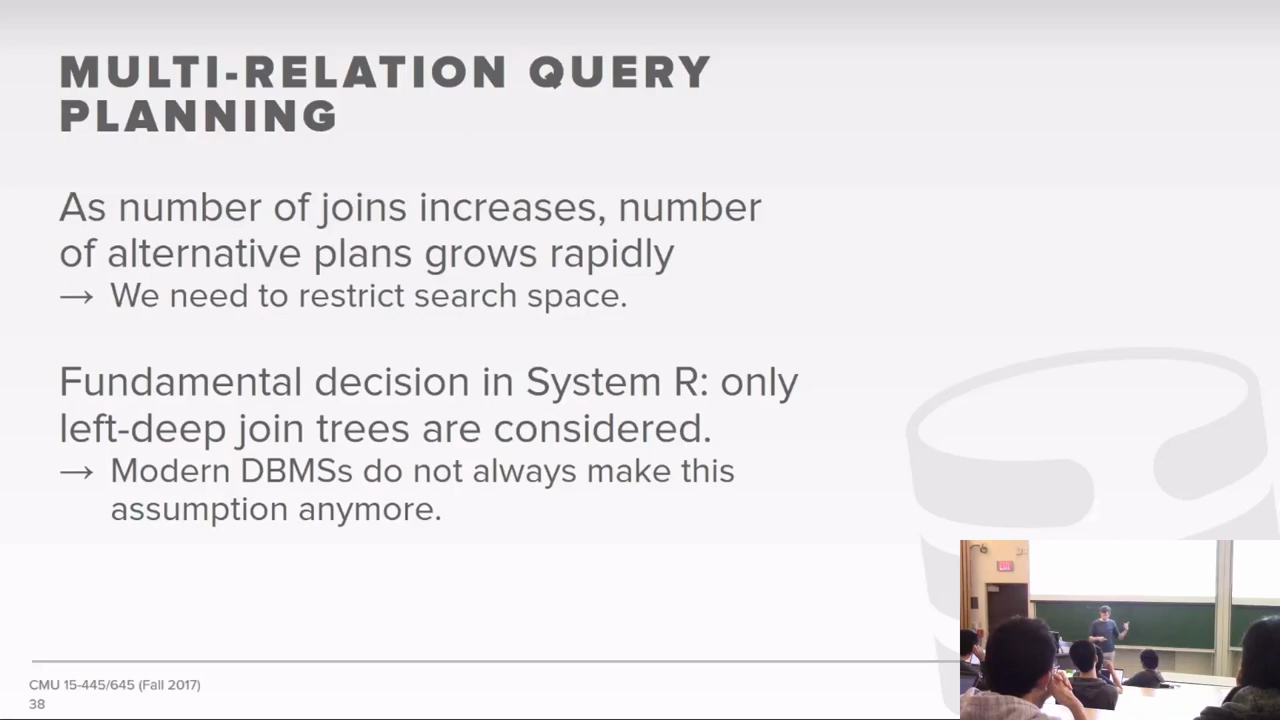 MULTI-RELATION QUERY
PLANNING
As number of joins increases, number
of alternative plans grows rapidly
→ We need to restrict search space.
Fundamental decision in System R: only
left-deep join trees are considered.
→ Modern DBMSs do not always make this
assumption anymore.
CMU 15-445/645 (Fall 2017)
38